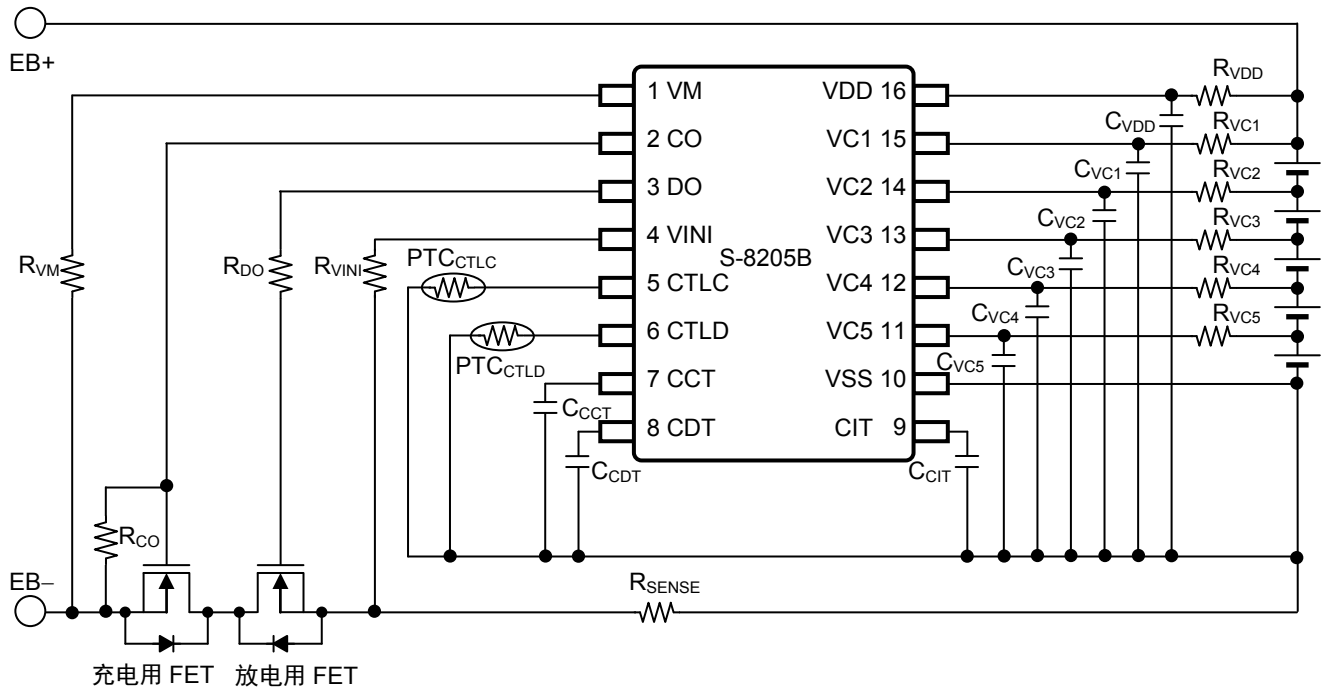 EB+
RVDD
1 VM
VDD 16
CVDD
RVC1
2 CO
VC1 15
CVC1
RVC2
3 DO
VC2 14
CVC2
RVC3
4 VINI
VC3 13
S-8205B
RVM
RDO
RVINI
PTCCTLC
CVC3
RVC4
5 CTLC
VC4 12
CVC4
RVC5
6 CTLD
VC5 11
PTCCTLD
CVC5
7 CCT
VSS 10
CCCT
8 CDT
CIT 9
CCDT
CCIT
RCO
EB−
RSENSE
充电用 FET
放电用 FET